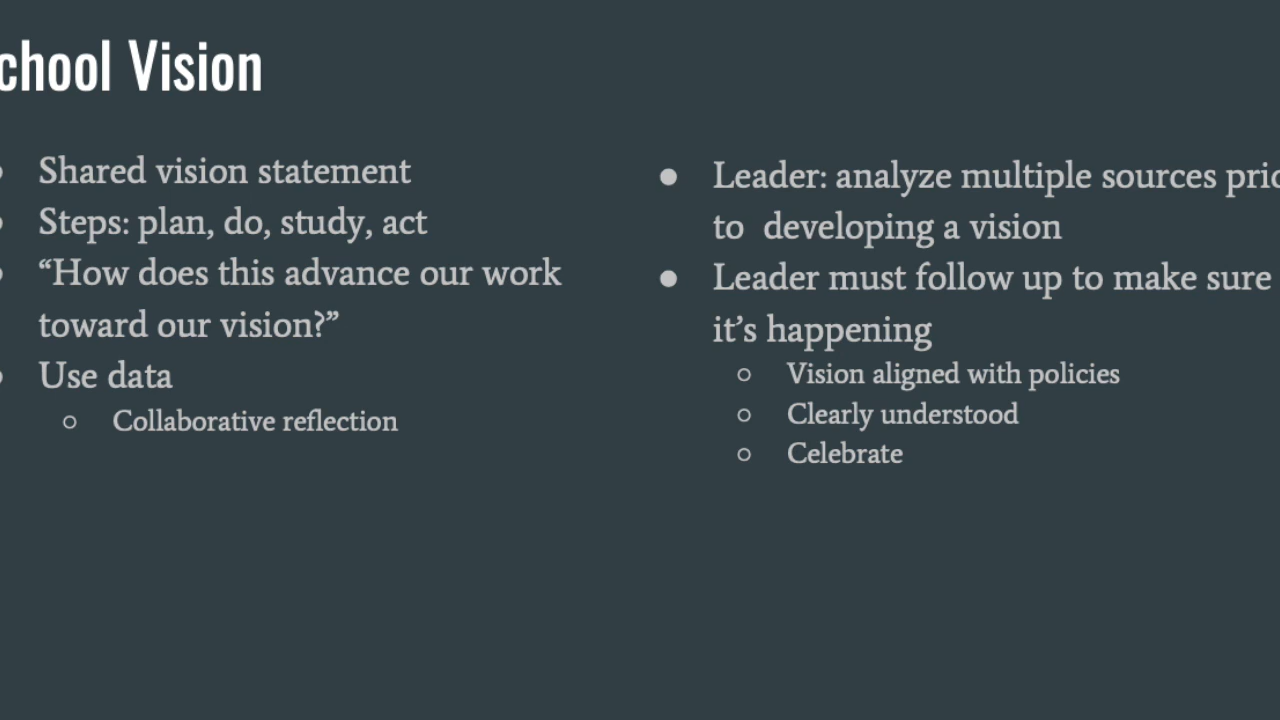 chool Vision
Shared vision statement
Steps: plan, do, study, act
“How does this advance our work
toward our vision?”
Use data
Collaborative reflection
Leader: analyze multiple sources
to developing a vision
Leader must follow up to make sure
it’s happening
Vision aligned with policies
Clearly understood
Celebrate